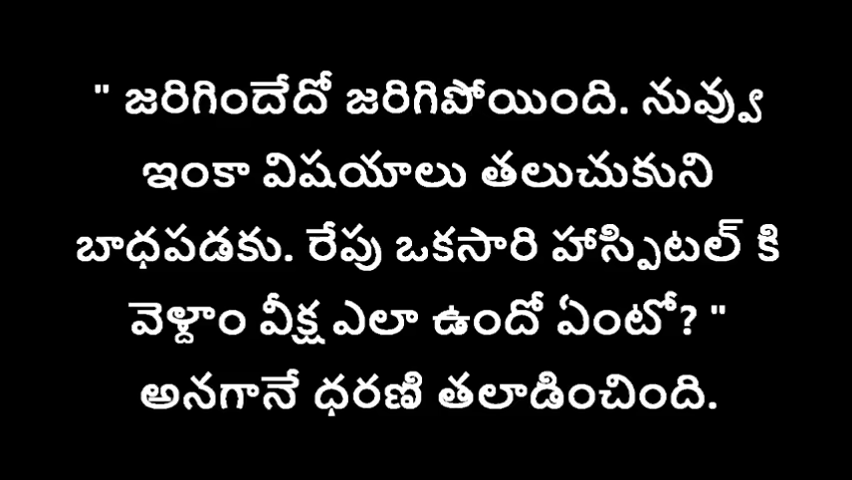 " జరిగిందేదో జరిగిపోయింది. నువ్వు
ఇంకా విషయాలు తలుచుకుని
బాధపడకు. రేపు ఒకసారి హాస్పిటల్ కి
వెళ్దాం వీక్ష ఎలా ఉందో ఏంటో? "
అనగానే ధరణి తలాడించింది.